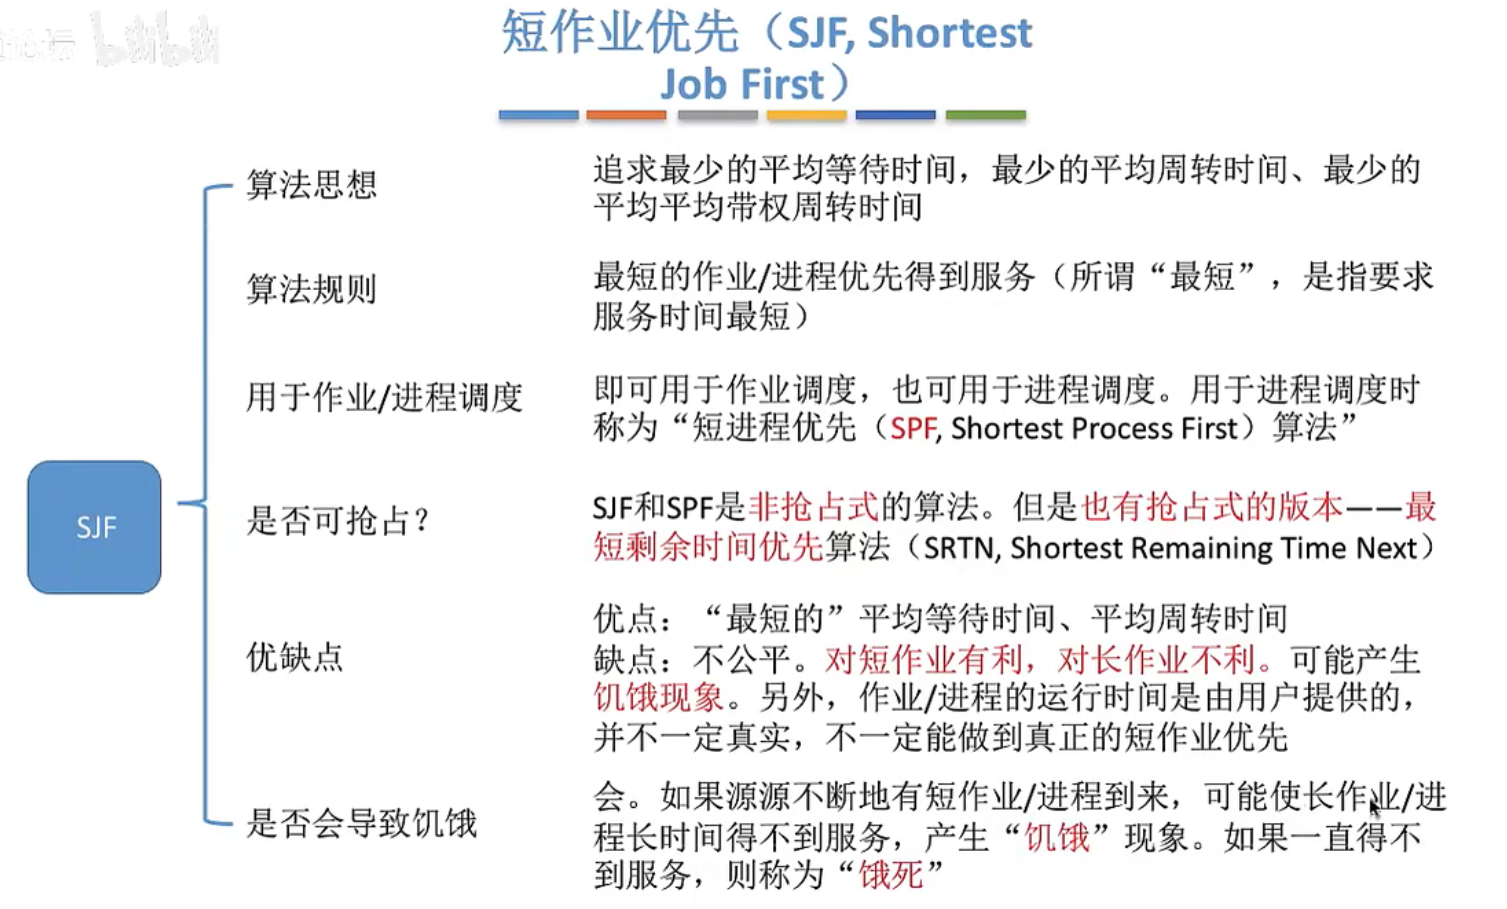 论坛 bilibili
短作业优先（SJF, Shortest
Job First）
算法思想
追求最少的平均等待时间，最少的平均周转时间、最少的
平均平均带权周转时间
算法规则
最短的作业/进程优先得到服务（所谓“最短”，是指要求
服务时间最短）
用于作业/进程调度
即可用于作业调度，也可用于进程调度。用于进程调度时
称为“短进程优先（SPF, Shortest Process First）算法”
SJF
是否可抢占？
SJF和SPF是非抢占式的算法。但是也有抢占式的版本——最
短剩余时间优先算法（SRTN, Shortest Remaining Time Next）
优缺点
优点：“最短的”平均等待时间、平均周转时间
缺点：不公平。对短作业有利，对长作业不利。可能产生
饥饿现象。另外，作业/进程的运行时间是由用户提供的，
并不一定真实，不一定能做到真正的短作业优先
是否会导致饥饿
会。如果源源不断地有短作业/进程到来，可能使长作业/进
程长时间得不到服务，产生“饥饿”现象。如果一直得不
到服务，则称为“饿死”